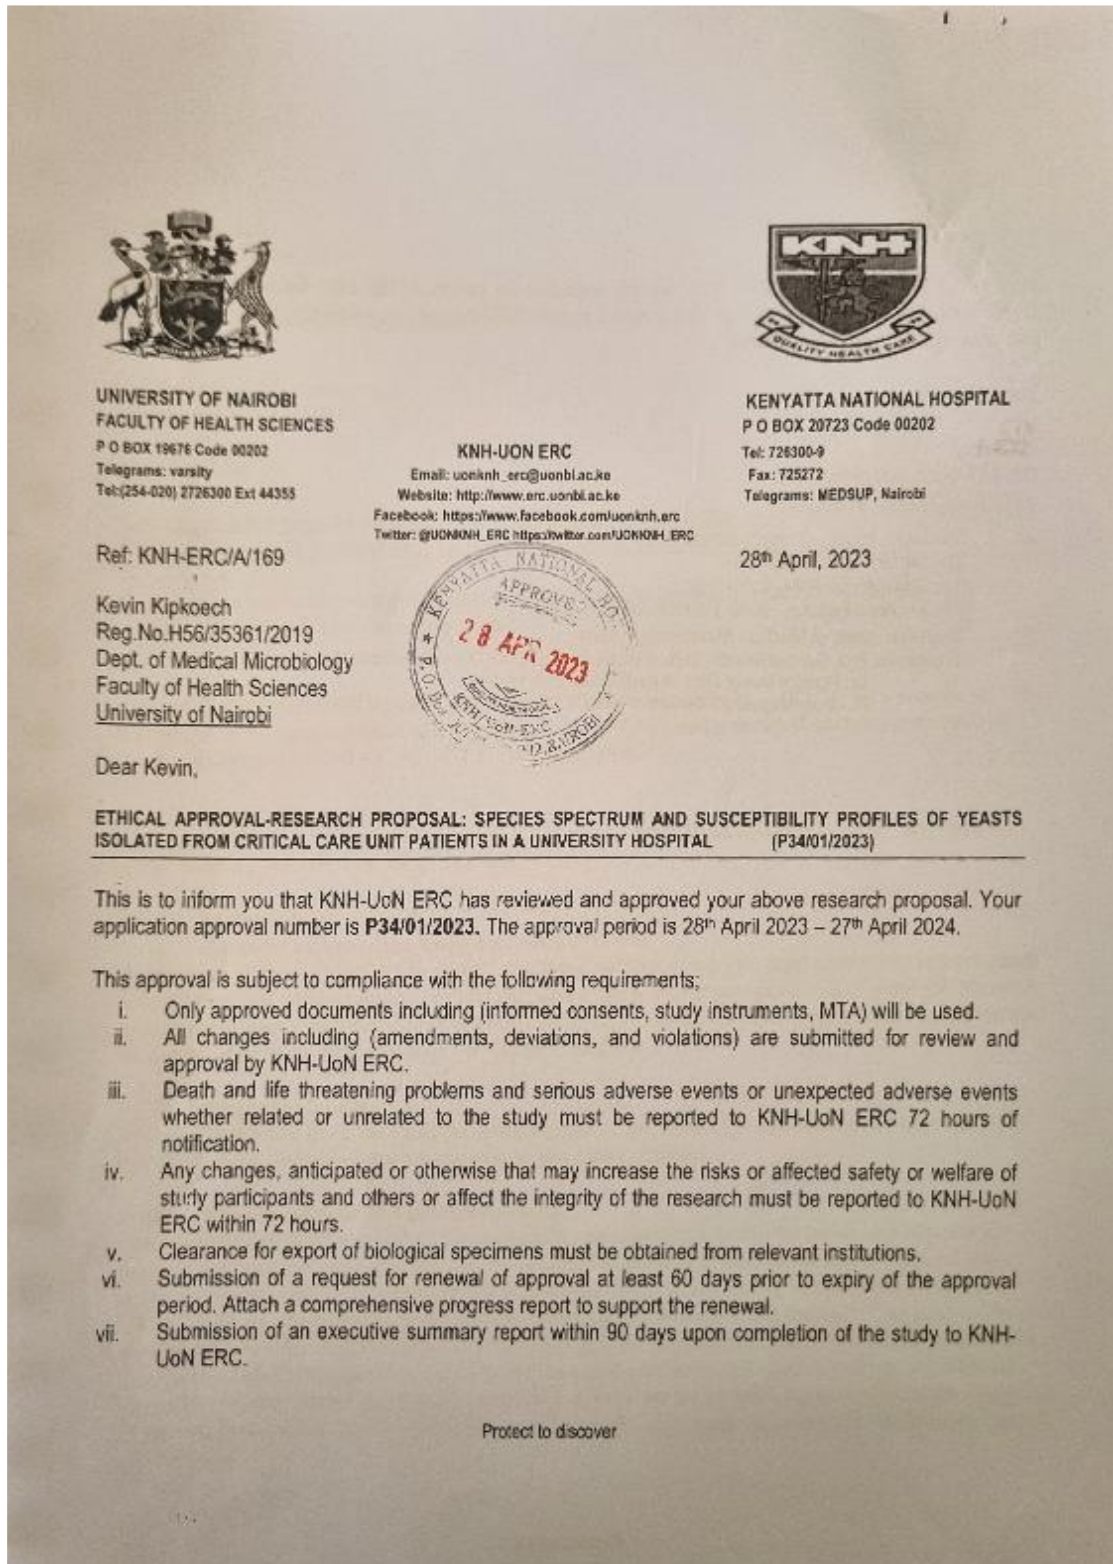 KNH
QUALITY HEALTH CARE
UNIVERSITY OF NAIROBI
FACULTY OF HEALTH SCIENCES
P O BOX 19676 Code 00202
Telegrams: varsity
Tel:(254-020) 2726300 Ext 44355
KNH-UON ERC
Email: uonknh_erc@uonbi.ac.ke
Website: http://www.erc.uonbi.ac.ke
Facebook: https://www.facebook.com/uonknh.erc
Twitter: @UONKNH_ERC https://twitter.com/UONKNH_ERC
KENYATTA NATIONAL HOSPITAL
P O BOX 20723 Code 00202
Tel: 726300-9
Fax: 725272
Telegrams: MEDSUP, Nairobi
Ref: KNH-ERC/A/169
28th April, 2023
KENYATTA NATIONAL HO
APPROVE
28 APR 2023
KNH/UoN-ERC
P.O. Box
NAIROBI
Kevin Kipkoech
Reg.No.H56/35361/2019
Dept. of Medical Microbiology
Faculty of Health Sciences
University of Nairobi
Dear Kevin,
ETHICAL APPROVAL-RESEARCH PROPOSAL: SPECIES SPECTRUM AND SUSCEPTIBILITY PROFILES OF YEASTS
ISOLATED FROM CRITICAL CARE UNIT PATIENTS IN A UNIVERSITY HOSPITAL (P34/01/2023)
This is to inform you that KNH-UoN ERC has reviewed and approved your above research proposal. Your
application approval number is P34/01/2023. The approval period is 28th April 2023 – 27th April 2024.
This approval is subject to compliance with the following requirements;
i. Only approved documents including (informed consents, study instruments, MTA) will be used.
ii. All changes including (amendments, deviations, and violations) are submitted for review and
approval by KNH-UoN ERC.
iii. Death and life threatening problems and serious adverse events or unexpected adverse events
whether related or unrelated to the study must be reported to KNH-UoN ERC 72 hours of
notification.
iv. Any changes, anticipated or otherwise that may increase the risks or affected safety or welfare of
study participants and others or affect the integrity of the research must be reported to KNH-UoN
ERC within 72 hours.
v. Clearance for export of biological specimens must be obtained from relevant institutions.
vi. Submission of a request for renewal of approval at least 60 days prior to expiry of the approval
period. Attach a comprehensive progress report to support the renewal.
vii. Submission of an executive summary report within 90 days upon completion of the study to KNH-
UoN ERC.
Protect to discover